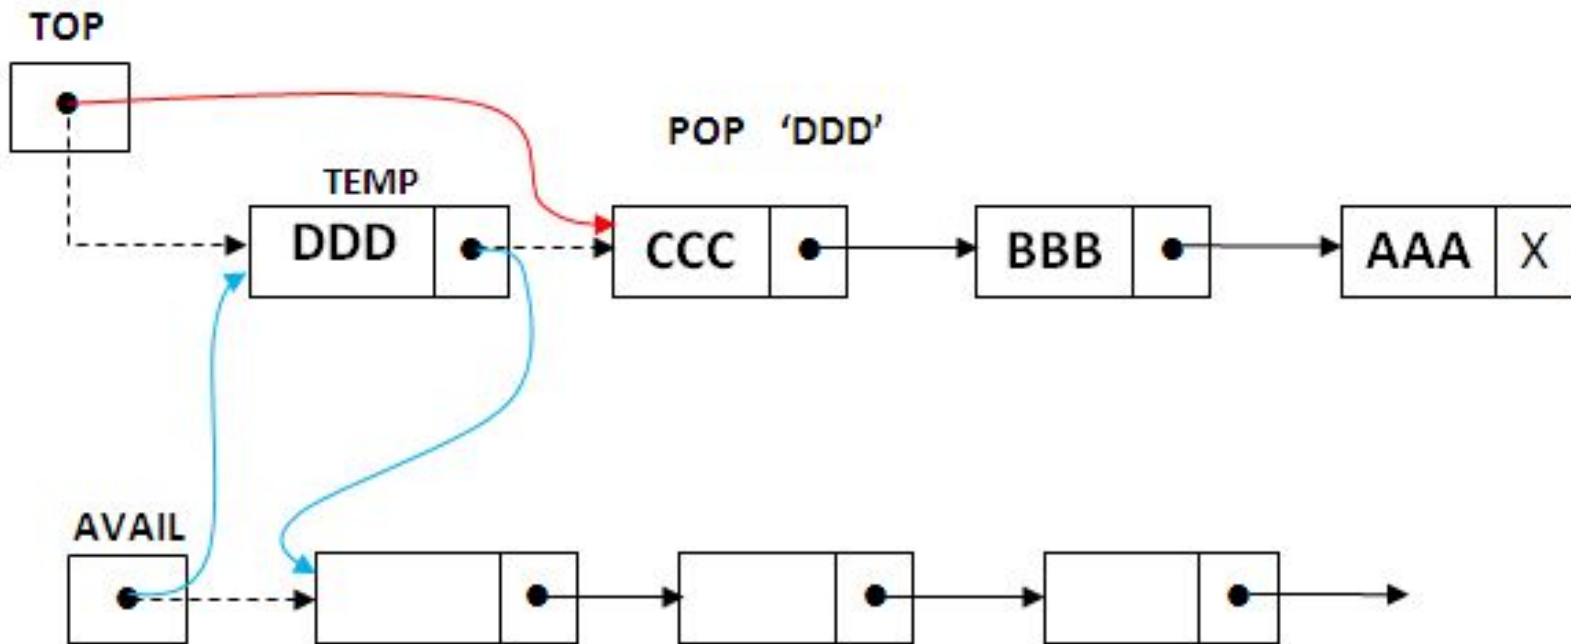 TOP
POP ‘DDD’
TEMP
DDD
CCC
BBB
AAA X
AVAIL